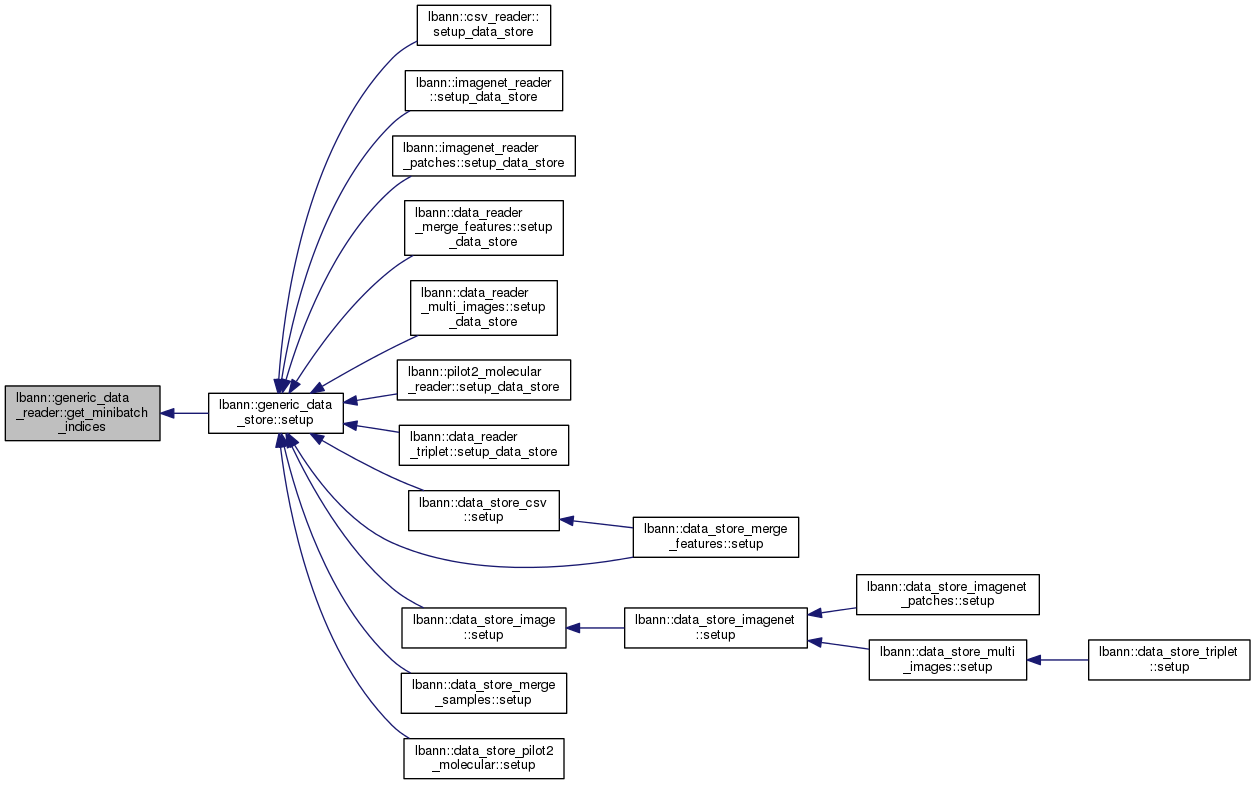 lbann::csv_reader::
setup_data_store
lbann::imagenet_reader
::setup_data_store
lbann::imagenet_reader
_patches::setup_data_store
lbann::data_reader
_merge_features::setup
_data_store
lbann::data_reader
_multi_images::setup
_data_store
lbann::pilot2_molecular
_reader::setup_data_store
lbann::generic_data
_reader::get_minibatch
_indices
lbann::generic_data
_store::setup
lbann::data_reader
_triplet::setup_data_store
lbann::data_store_csv
::setup
lbann::data_store_merge
_features::setup
lbann::data_store_image
::setup
lbann::data_store_imagenet
::setup
lbann::data_store_imagenet
_patches::setup
lbann::data_store_multi
_images::setup
lbann::data_store_triplet
::setup
lbann::data_store_merge
_samples::setup
lbann::data_store_pilot2
_molecular::setup